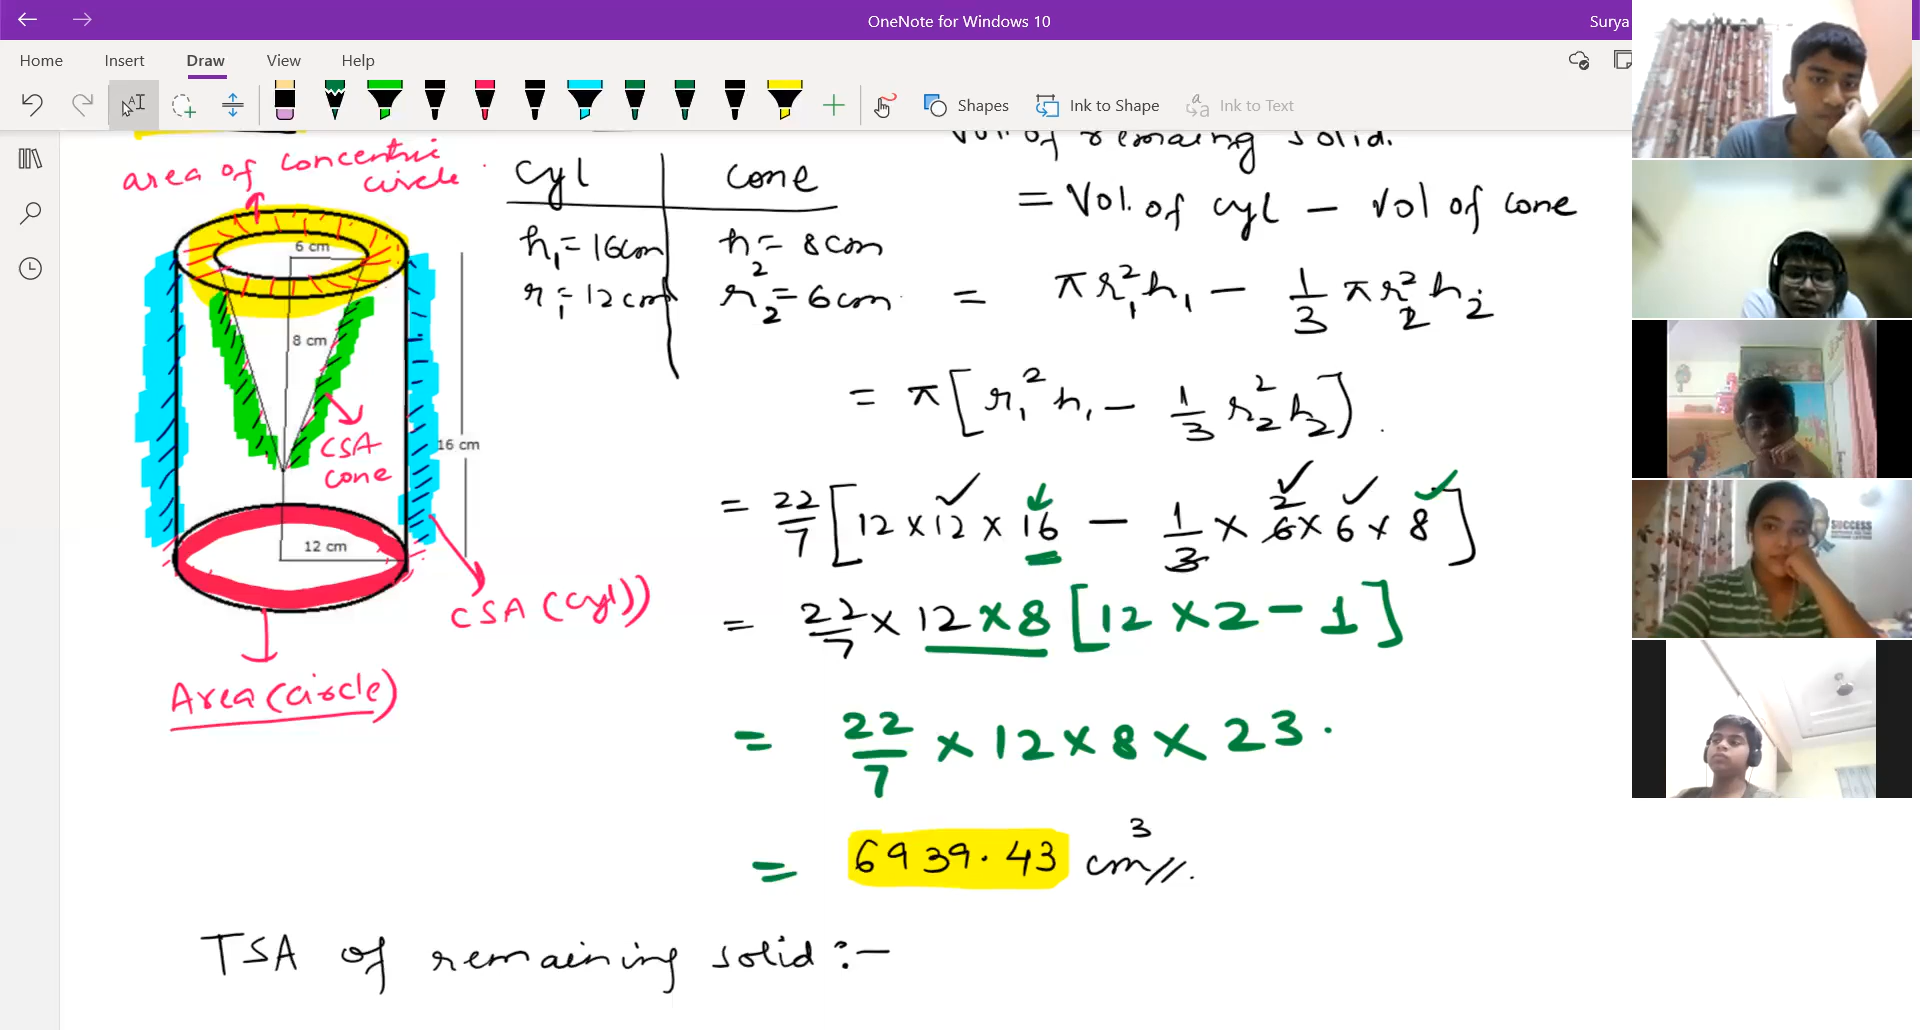 OneNote for Windows 10
Surya
Home Insert Draw View Help
Shapes Ink to Shape Ink to Text
Vol. of remaing solid.
area of concentric
circle
cyl cone
= Vol. of cyl - Vol of cone
h₁ = 16cm h₂ = 8cm
r₁ = 12cm r₂ = 6cm
= πr₁²h₁ - 1/3 πr₂²h₂
6 cm
8 cm
16 cm
12 cm
CSA
cone
CSA (cyl))
Area (circle)
= π[r₁²h₁ - 1/3 r₂²h₂]
= 22/7 [12 × 12 × 16 - 1/3 × 6 × 6 × 8]
2
= 22/7 × 12 × 8 [12 × 2 - 1]
= 22/7 × 12 × 8 × 23.
= 6939.43 cm³//.
TSA of remaining solid :-
SUCCESS